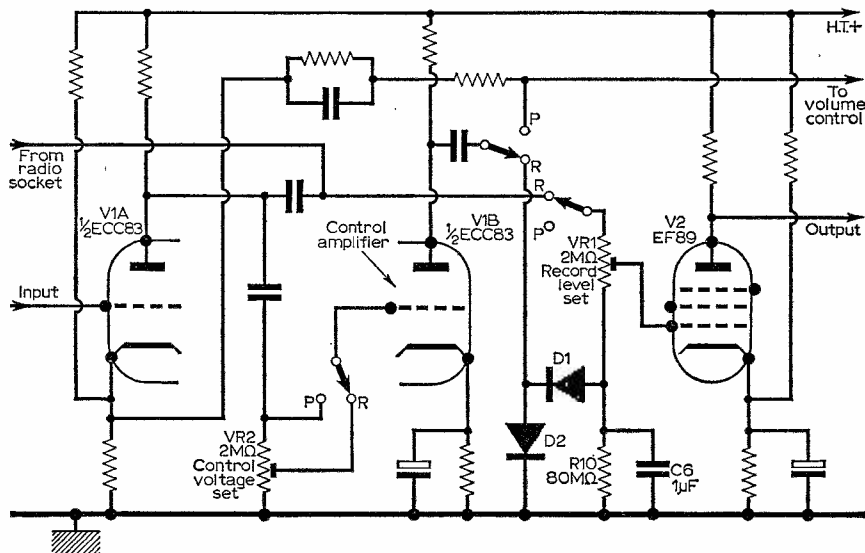 H.T.+
To
volume
control
P
R
From
radio
socket
R
P
V1A
½ECC83
Control
amplifier
V1B
½ECC83
VR1
2MΩ
Record
level
set
V2
EF89
Output
Input
D1
P
R
VR2
2MΩ
Control
voltage
set
D2
R10
80MΩ
C6
1µF